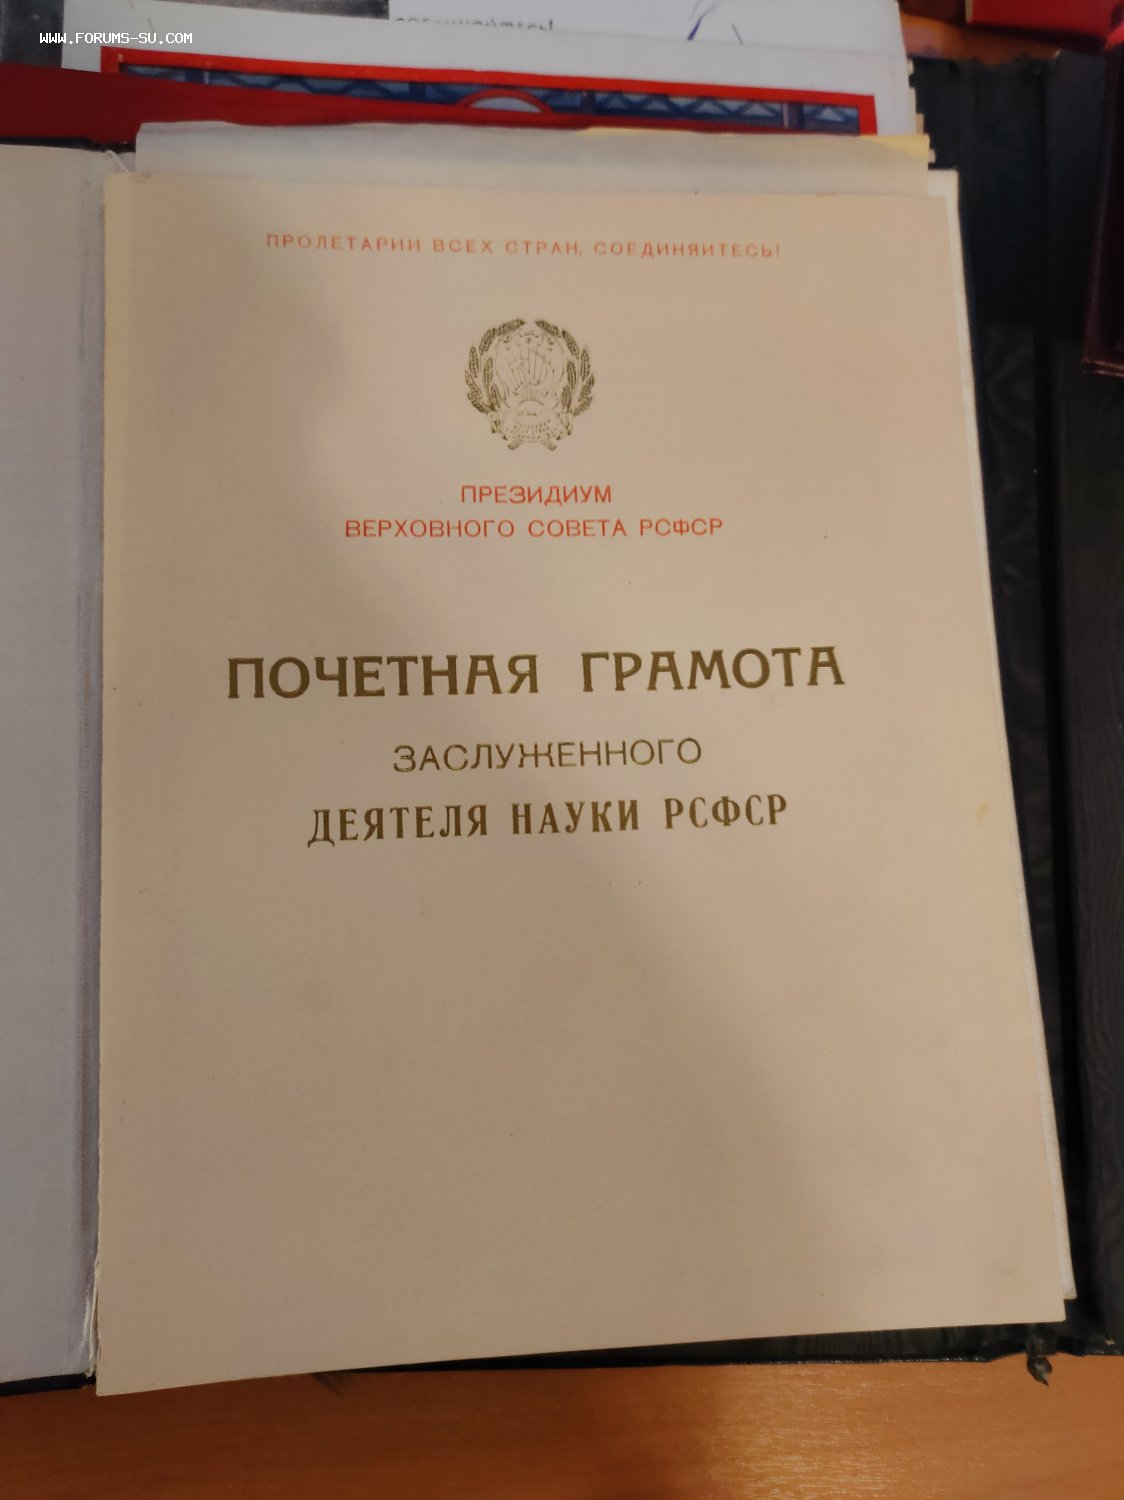 WWW.FORUMS-SU.COM
ПРОЛЕТАРИИ ВСЕХ СТРАН, СОЕДИНЯЙТЕСЬ!
ПРЕЗИДИУМ
ВЕРХОВНОГО СОВЕТА РСФСР
ПОЧЕТНАЯ ГРАМОТА
ЗАСЛУЖЕННОГО
ДЕЯТЕЛЯ НАУКИ РСФСР